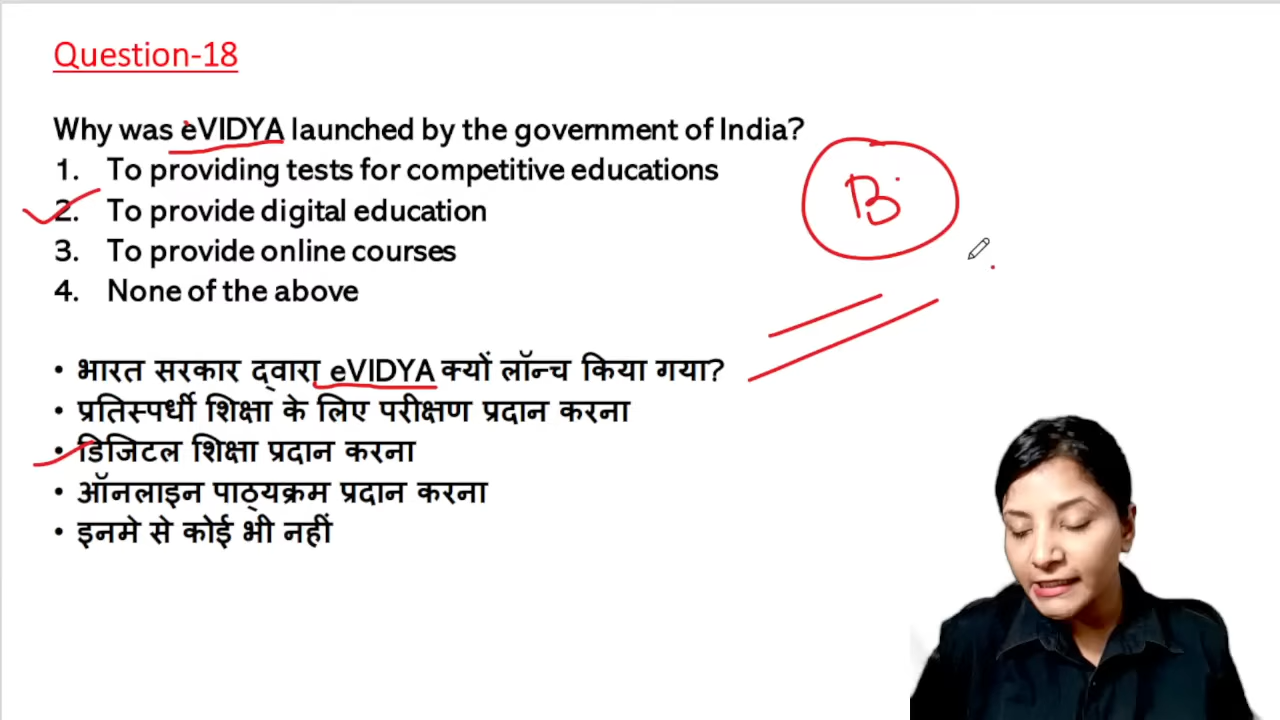 Question-18
Why was eVIDYA launched by the government of India?
1. To providing tests for competitive educations
2. To provide digital education
3. To provide online courses
4. None of the above
B
• भारत सरकार द्वारा eVIDYA क्यों लॉन्च किया गया?
• प्रतिस्पर्धी शिक्षा के लिए परीक्षण प्रदान करना
• डिजिटल शिक्षा प्रदान करना
• ऑनलाइन पाठ्यक्रम प्रदान करना
• इनमे से कोई भी नहीं